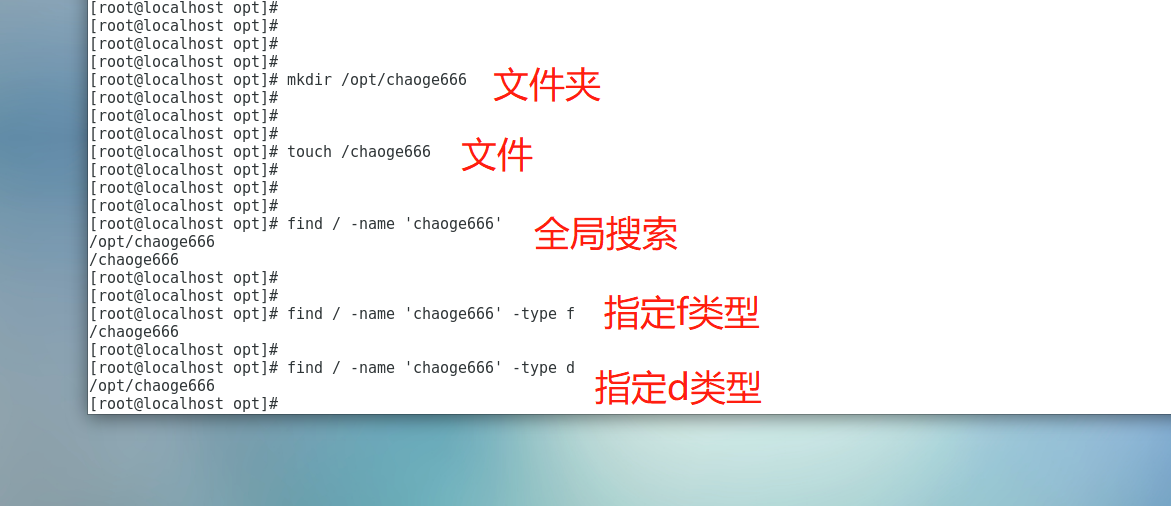 [root@localhost opt]#
[root@localhost opt]#
[root@localhost opt]#
[root@localhost opt]#
[root@localhost opt]# mkdir /opt/chaoge666 文件夹
[root@localhost opt]#
[root@localhost opt]#
[root@localhost opt]#
[root@localhost opt]# touch /chaoge666 文件
[root@localhost opt]#
[root@localhost opt]#
[root@localhost opt]#
[root@localhost opt]# find / -name 'chaoge666' 全局搜索
/opt/chaoge666
/chaoge666
[root@localhost opt]#
[root@localhost opt]#
[root@localhost opt]# find / -name 'chaoge666' -type f 指定f类型
/chaoge666
[root@localhost opt]#
[root@localhost opt]# find / -name 'chaoge666' -type d 指定d类型
/opt/chaoge666
[root@localhost opt]#